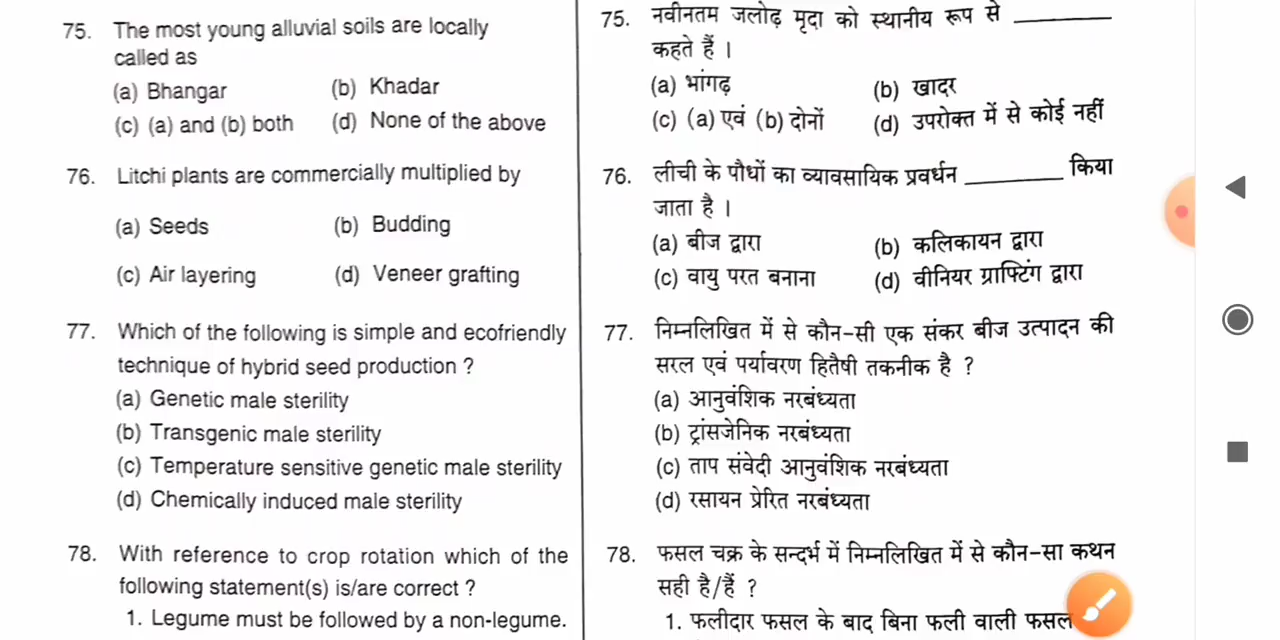 75. The most young alluvial soils are locally
called as
(a) Bhangar (b) Khadar
(c) (a) and (b) both (d) None of the above
76. Litchi plants are commercially multiplied by
(a) Seeds (b) Budding
(c) Air layering (d) Veneer grafting
77. Which of the following is simple and ecofriendly
technique of hybrid seed production ?
(a) Genetic male sterility
(b) Transgenic male sterility
(c) Temperature sensitive genetic male sterility
(d) Chemically induced male sterility
78. With reference to crop rotation which of the
following statement(s) is/are correct ?
1. Legume must be followed by a non-legume.
75. नवीनतम जलोढ़ मृदा को स्थानीय रूप से ________
कहते हैं ।
(a) भांगढ़ (b) खादर
(c) (a) एवं (b) दोनों (d) उपरोक्त में से कोई नहीं
76. लीची के पौधों का व्यावसायिक प्रवर्धन ________ किया
जाता है ।
(a) बीज द्वारा (b) कलिकायन द्वारा
(c) वायु परत बनाना (d) वीनियर ग्राफ्टिंग द्वारा
77. निम्नलिखित में से कौन-सी एक संकर बीज उत्पादन की
सरल एवं पर्यावरण हितैषी तकनीक है ?
(a) आनुवंशिक नरबंध्यता
(b) ट्रांसजेनिक नरबंध्यता
(c) ताप संवेदी आनुवंशिक नरबंध्यता
(d) रसायन प्रेरित नरबंध्यता
78. फसल चक्र के सन्दर्भ में निम्नलिखित में से कौन-सा कथन
सही है/हैं ?
1. फलीदार फसल के बाद बिना फली वाली फसल